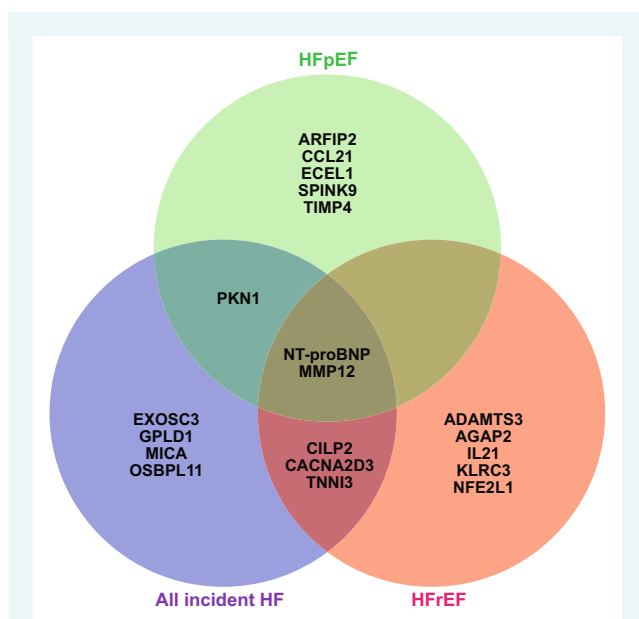 HFpEF
ARFIP2
CCL21
ECEL1
SPINK9
TIMP4
PKN1
NT-proBNP
MMP12
EXOSC3
GPLD1
MICA
OSBPL11
CILP2
CACNA2D3
TNNI3
ADAMTS3
AGAP2
IL21
KLRC3
NFE2L1
All incident HF
HFrEF